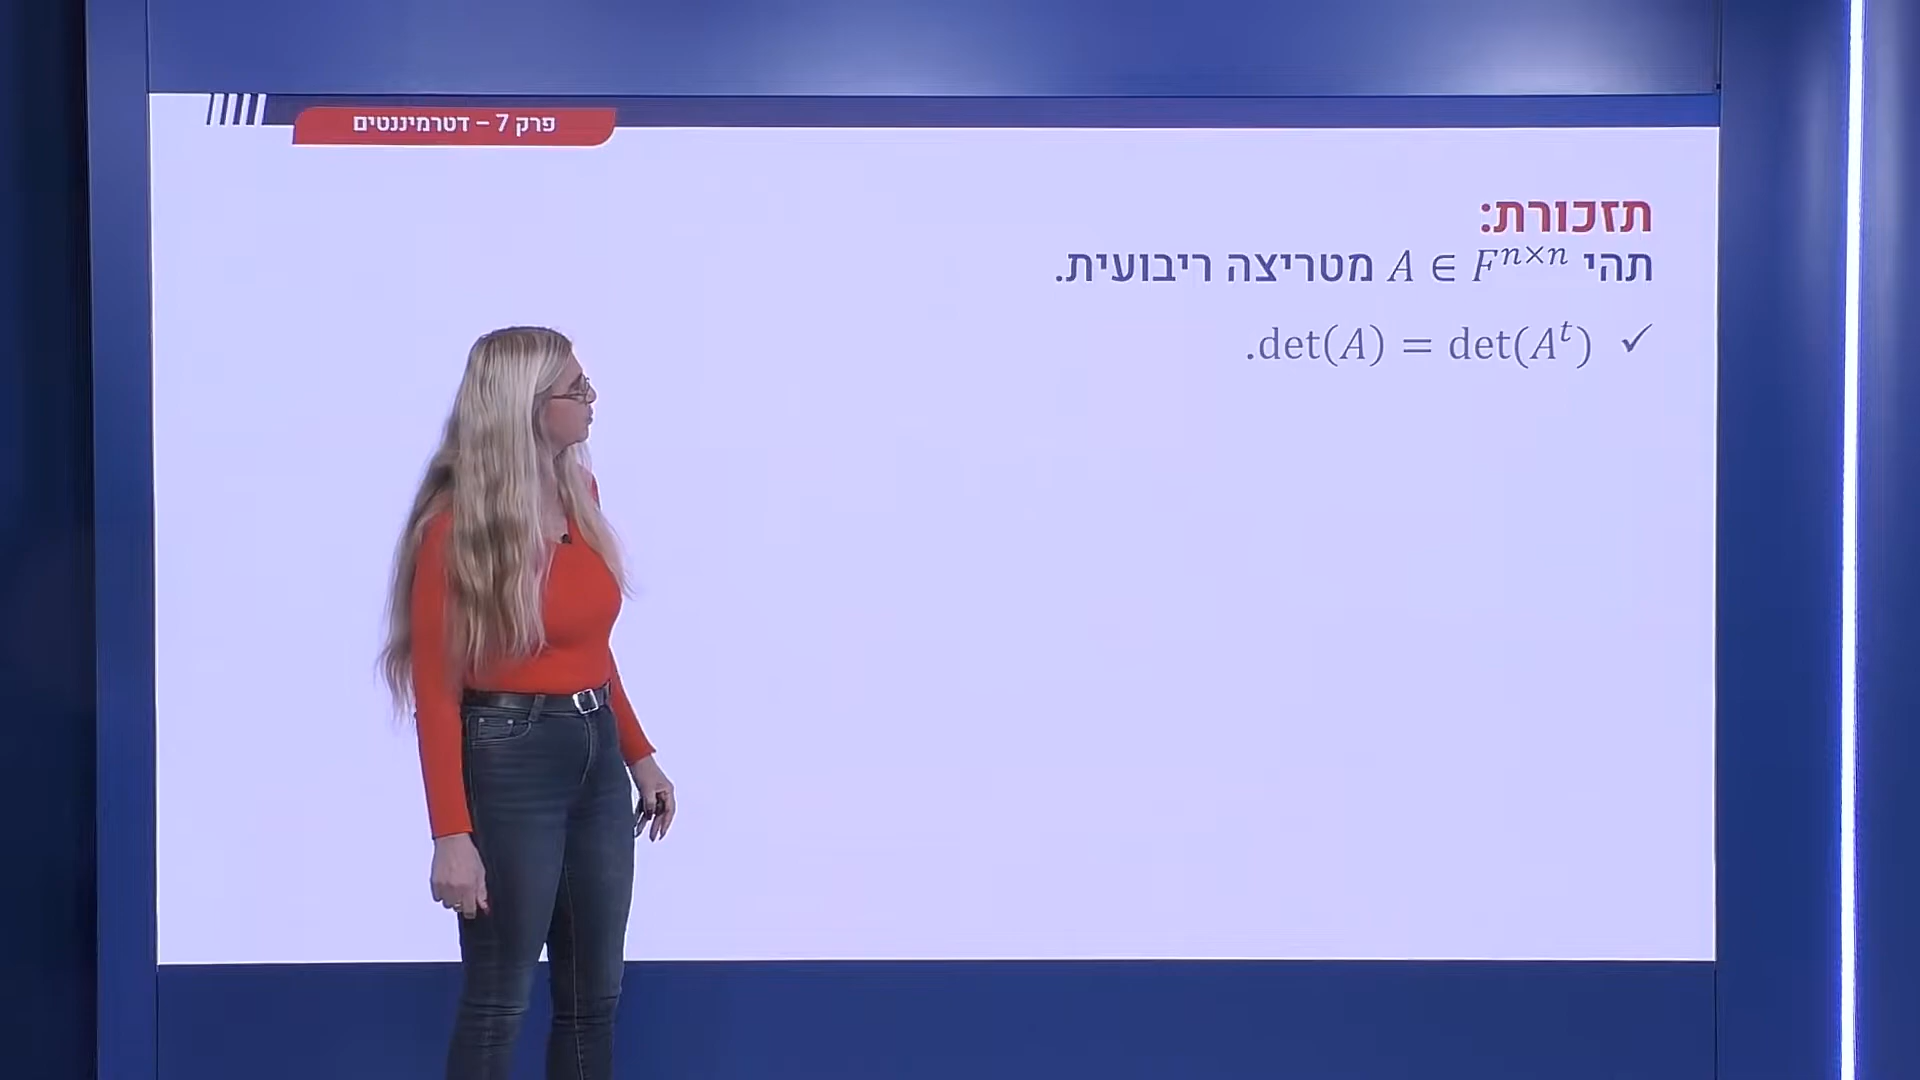 פרק 7 – דטרמיננטים
תזכורת:
תהי A ∈ F^{n×n} מטריצה ריבועית.
✓ det(A) = det(A^t).